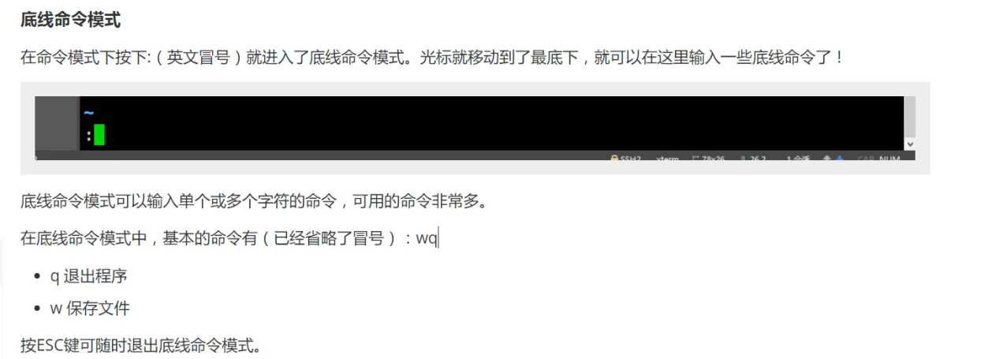 底线命令模式
在命令模式下按下:（英文冒号）就进入了底线命令模式。光标就移动到了最底下，就可以在这里输入一些底线命令了！
~
:
SSH2 xterm 78x26 26,2 1 会话 CAP NUM
底线命令模式可以输入单个或多个字符的命令，可用的命令非常多。
在底线命令模式中，基本的命令有（已经省略了冒号）：wq
• q 退出程序
• w 保存文件
按ESC键可随时退出底线命令模式。